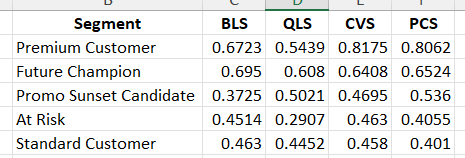 Segment BLS QLS CVS PCS
Premium Customer 0.6723 0.5439 0.8175 0.8062
Future Champion 0.695 0.608 0.6408 0.6524
Promo Sunset Candidate 0.3725 0.5021 0.4695 0.536
At Risk 0.4514 0.2907 0.463 0.4055
Standard Customer 0.463 0.4452 0.458 0.401